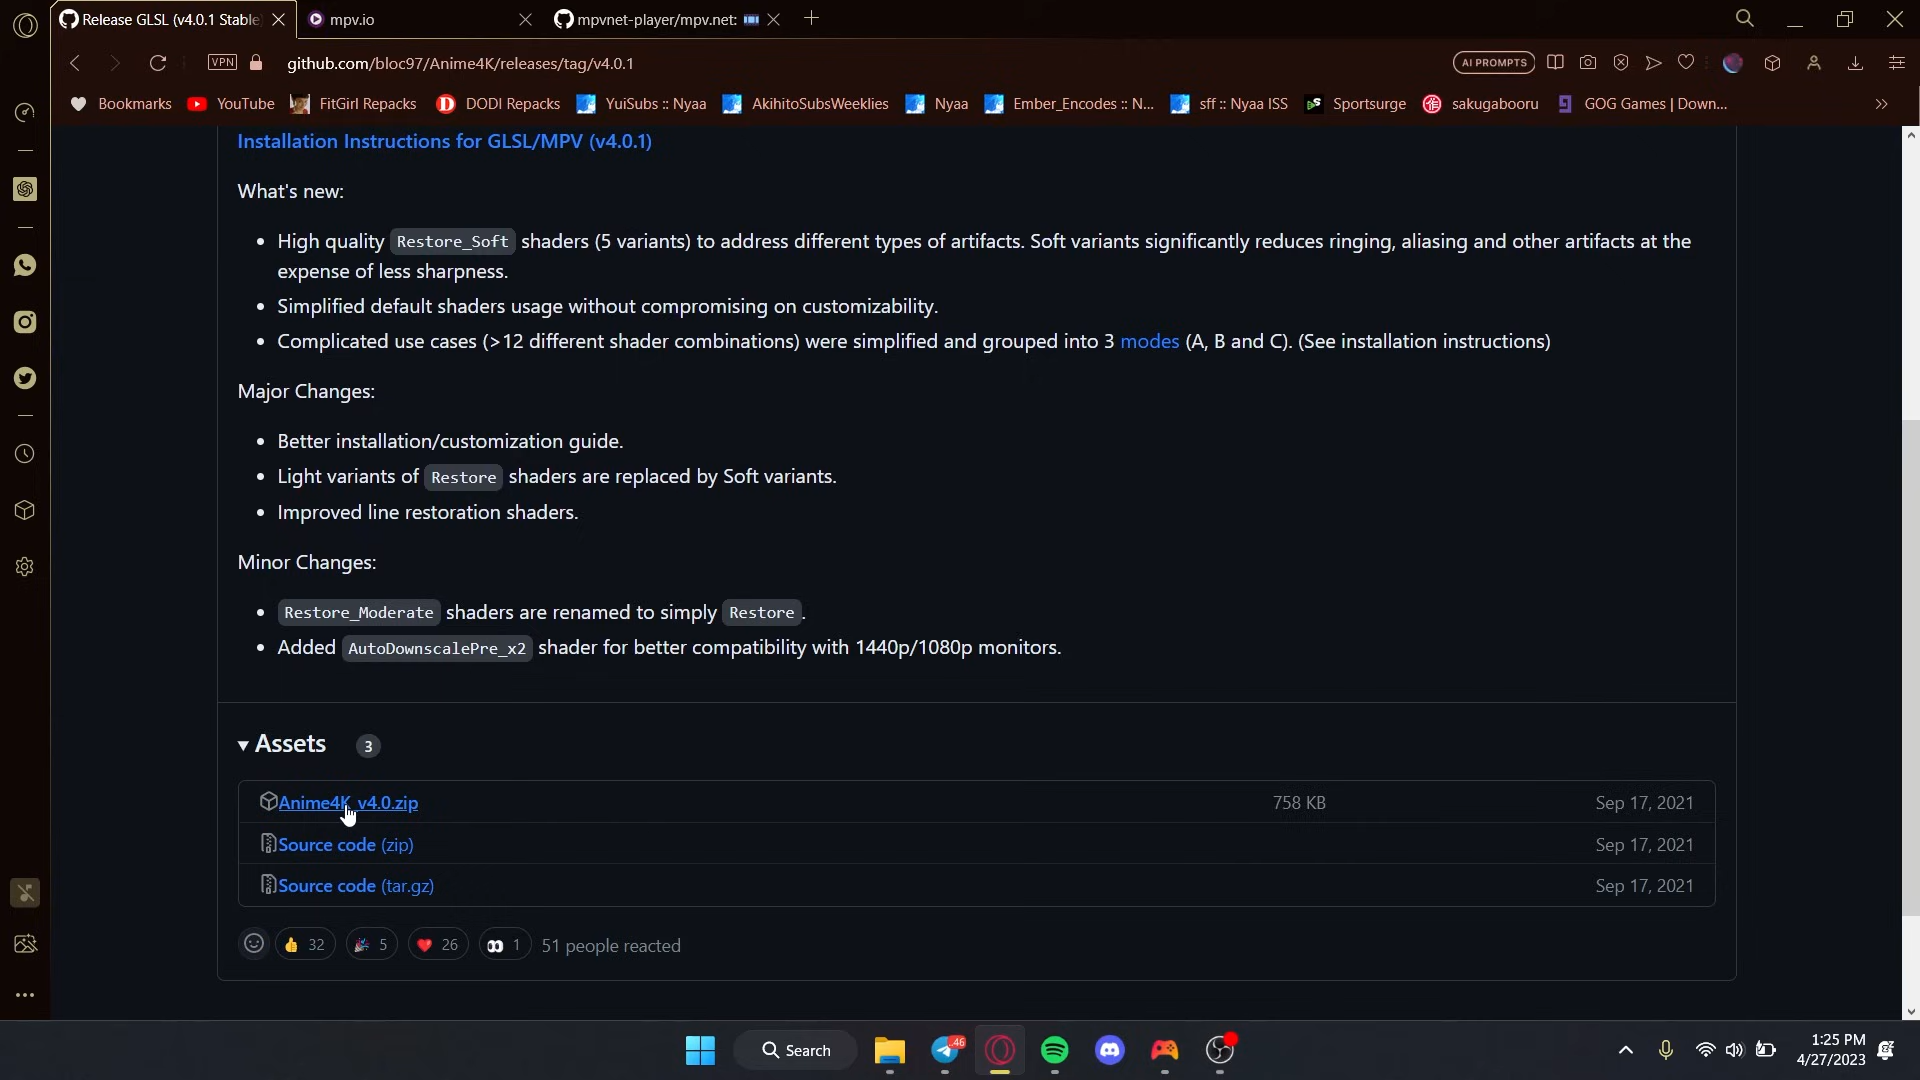 Release GLSL (v4.0.1 Stable
mpv.io
mpvnet-player/mpv.net:
VPN
github.com/bloc97/Anime4K/releases/tag/v4.0.1
AI PROMPTS
Bookmarks
YouTube
FitGirl Repacks
DODI Repacks
YuiSubs :: Nyaa
AkihitoSubsWeeklies
Nyaa
Ember_Encodes :: N...
sff :: Nyaa ISS
Sportsurge
sakugabooru
GOG Games | Down...
Installation Instructions for GLSL/MPV (v4.0.1)
What's new:
• High quality Restore_Soft shaders (5 variants) to address different types of artifacts. Soft variants significantly reduces ringing, aliasing and other artifacts at the
expense of less sharpness.
• Simplified default shaders usage without compromising on customizability.
• Complicated use cases (>12 different shader combinations) were simplified and grouped into 3 modes (A, B and C). (See installation instructions)
Major Changes:
• Better installation/customization guide.
• Light variants of Restore shaders are replaced by Soft variants.
• Improved line restoration shaders.
Minor Changes:
• Restore_Moderate shaders are renamed to simply Restore.
• Added AutoDownscalePre_x2 shader for better compatibility with 1440p/1080p monitors.
Assets 3
Anime4K_v4.0.zip 758 KB Sep 17, 2021
Source code (zip) Sep 17, 2021
Source code (tar.gz) Sep 17, 2021
32 5 26 1 51 people reacted
Search
46
1:25 PM
4/27/2023